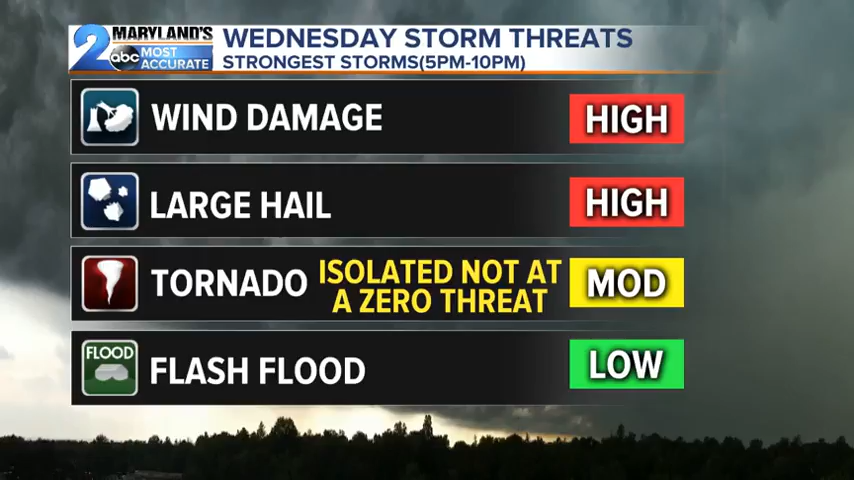 2 MARYLAND'S
abc MOST
ACCURATE
WEDNESDAY STORM THREATS
STRONGEST STORMS(5PM-10PM)
WIND DAMAGE HIGH
LARGE HAIL HIGH
TORNADO ISOLATED NOT AT
A ZERO THREAT MOD
FLOOD
FLASH FLOOD LOW